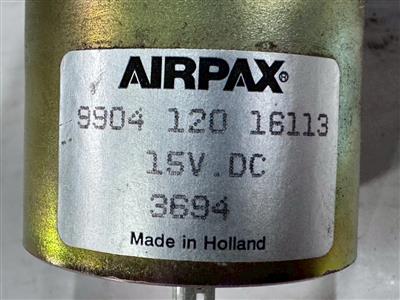 AIRPAX®
9904 120 16113
15V.DC
3694
Made in Holland